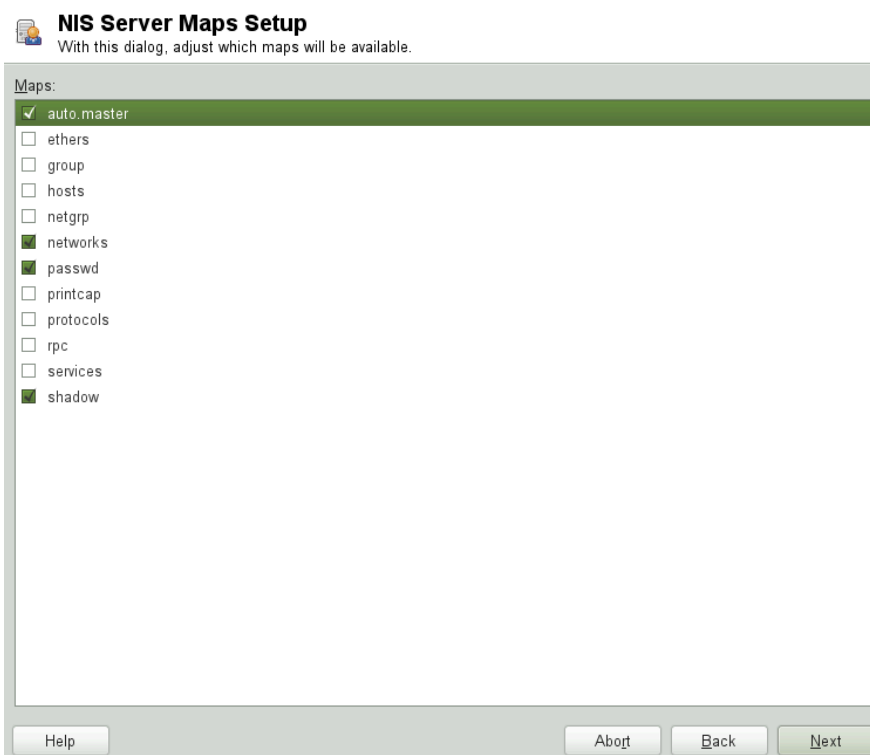 NIS Server Maps Setup
With this dialog, adjust which maps will be available.
Maps:
auto.master
ethers
group
hosts
netgrp
networks
passwd
printcap
protocols
rpc
services
shadow
Help
Abort
Back
Next